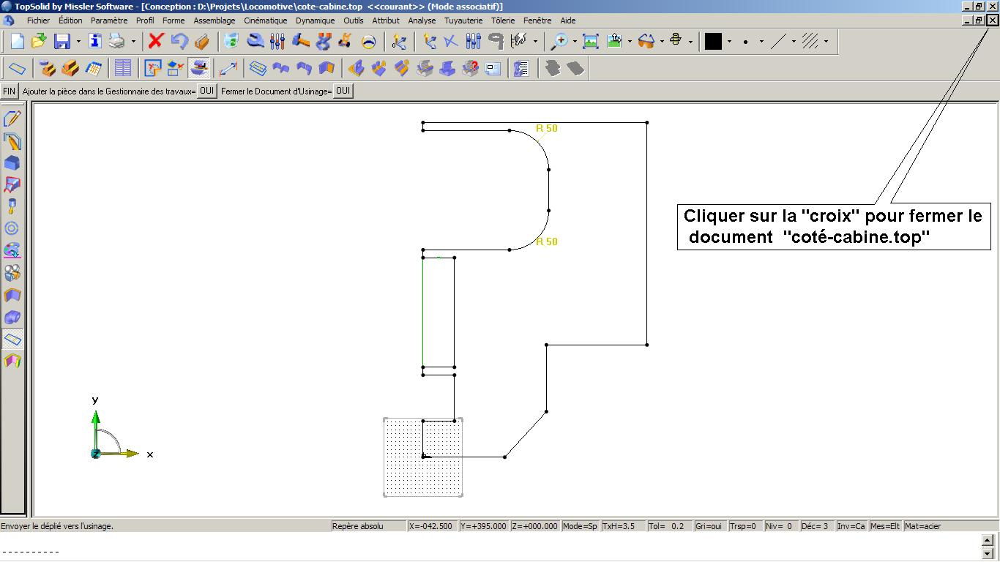 TopSolid by Missler Software - [Conception : D:\Projets\Locomotive\cote-cabine.top <<courant>> (Mode associatif)]
Fichier Édition Paramètre Profil Forme Assemblage Cinématique Dynamique Outils Attribut Analyse Tuyauterie Tôlerie Fenêtre Aide
FIN Ajouter la pièce dans le Gestionnaire des travaux= OUI Fermer le Document d'Usinage= OUI
R 50
Cliquer sur la "croix" pour fermer le
document "coté-cabine.top"
R 50
y
x
z
Envoyer le déplié vers l'usinage. Repère absolu X=-042.500 Y=+395.000 Z=+000.000 Mode=Sp TxH=3.5 Tol= 0.2 Gri=oui Trsp=0 Niv= 0 Déc= 3 Inv=Ca Mes=Elt Mat=acier
----------